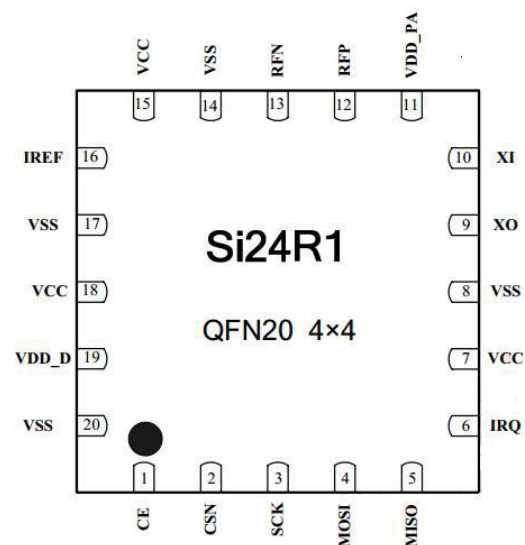 VCC VSS RFN RFP VDD_PA
15 14 13 12 11
IREF 16 10 XI
VSS 17 9 XO
Si24R1
VCC 18 8 VSS
QFN20 4×4
VDD_D 19 7 VCC
VSS 20 6 IRQ
1 2 3 4 5
CE CSN SCK MOSI MISO